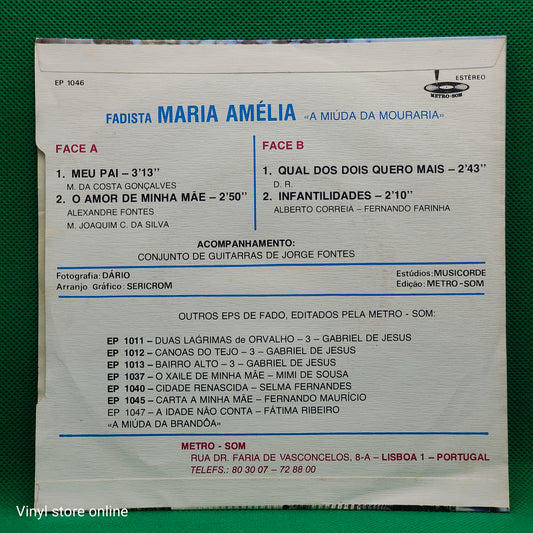 EP 1046
ESTÉREO
METRO-SOM
FADISTA MARIA AMÉLIA «A MIÚDA DA MOURARIA»
FACE A
1. MEU PAI – 3'13''
M. DA COSTA GONÇALVES
2. O AMOR DE MINHA MÃE – 2'50''
ALEXANDRE FONTES
M. JOAQUIM C. DA SILVA
FACE B
1. QUAL DOS DOIS QUERO MAIS – 2'43''
D. R.
2. INFANTILIDADES – 2'10''
ALBERTO CORREIA – FERNANDO FARINHA
ACOMPANHAMENTO:
CONJUNTO DE GUITARRAS DE JORGE FONTES
Fotografia: DÁRIO
Arranjo Gráfico: SERICROM
Estúdios: MUSICORDE
Edição: METRO-SOM
OUTROS EPS DE FADO, EDITADOS PELA METRO - SOM:
EP 1011 – DUAS LAGRIMAS de ORVALHO – 3 – GABRIEL DE JESUS
EP 1012 – CANOAS DO TEJO – 3 – GABRIEL DE JESUS
EP 1013 – BAIRRO ALTO – 3 – GABRIEL DE JESUS
EP 1037 – O XAILE DE MINHA MÃE – MIMI DE SOUSA
EP 1040 – CIDADE RENASCIDA – SELMA FERNANDES
EP 1045 – CARTA A MINHA MÃE – FERNANDO MAURÍCIO
EP 1047 – A IDADE NÃO CONTA – FÁTIMA RIBEIRO
«A MIÚDA DA BRANDÔA»
METRO - SOM
RUA DR. FARIA DE VASCONCELOS, 8-A – LISBOA 1 – PORTUGAL
TELEFS.: 80 30 07 – 72 88 00
Vinyl store online